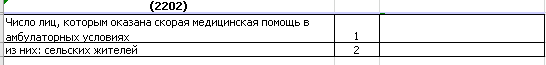 (2202)
Число лиц, которым оказана скорая медицинская помощь в
амбулаторных условиях 1
из них: сельских жителей 2